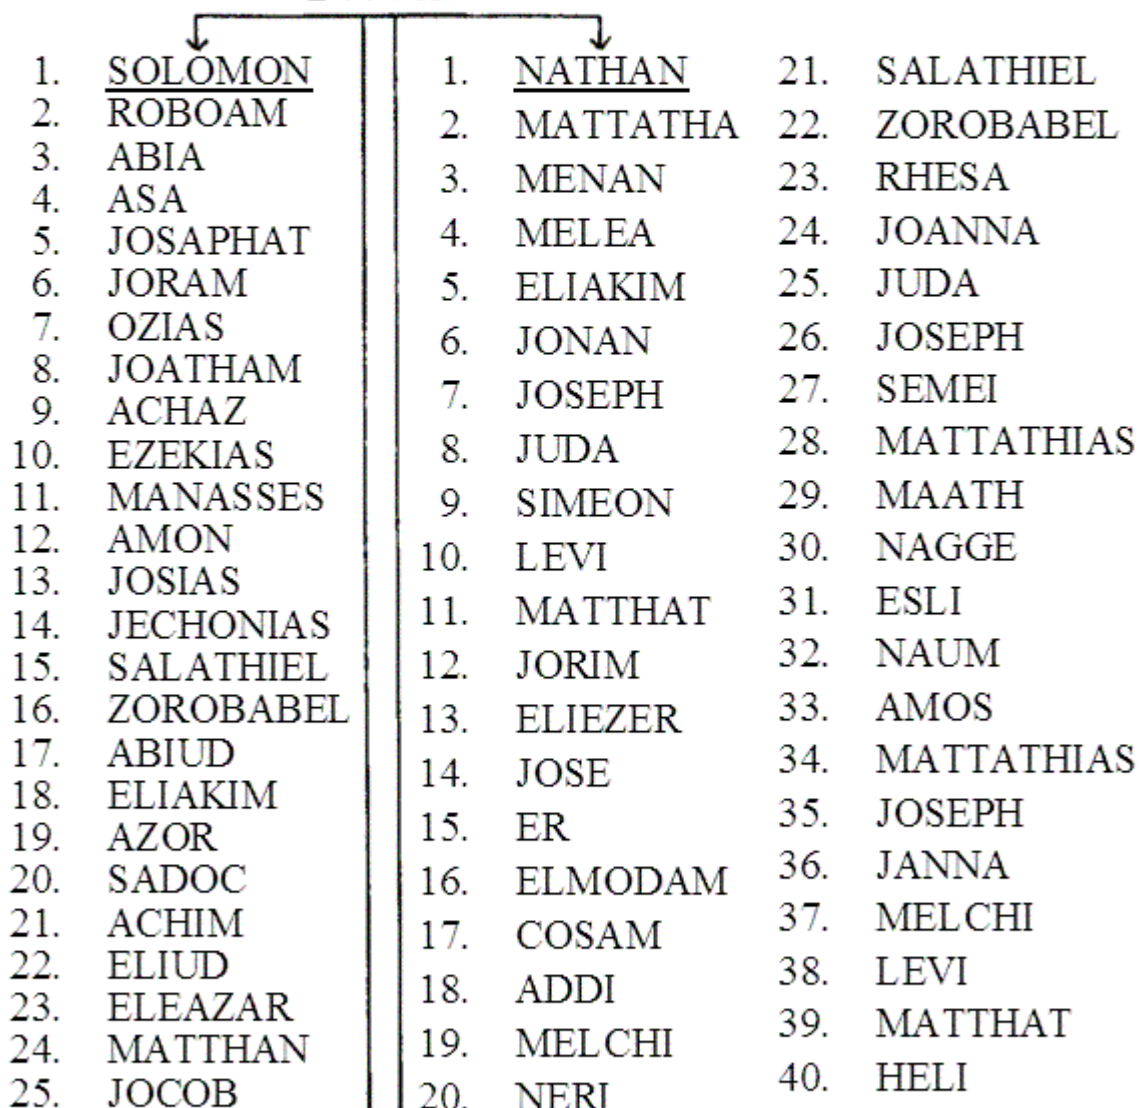 1. SOLOMON
2. ROBOAM
3. ABIA
4. ASA
5. JOSAPHAT
6. JORAM
7. OZIAS
8. JOATHAM
9. ACHAZ
10. EZEKIAS
11. MANASSES
12. AMON
13. JOSIAS
14. JECHONIAS
15. SALATHIEL
16. ZOROBABEL
17. ABIUD
18. ELIAKIM
19. AZOR
20. SADOC
21. ACHIM
22. ELIUD
23. ELEAZAR
24. MATTHAN
25. JOCOB
1. NATHAN
2. MATTATHA
3. MENAN
4. MELEA
5. ELIAKIM
6. JONAN
7. JOSEPH
8. JUDA
9. SIMEON
10. LEVI
11. MATTHAT
12. JORIM
13. ELIEZER
14. JOSE
15. ER
16. ELMODAM
17. COSAM
18. ADDI
19. MELCHI
20. NERI
21. SALATHIEL
22. ZOROBABEL
23. RHESA
24. JOANNA
25. JUDA
26. JOSEPH
27. SEMEI
28. MATTATHIAS
29. MAATH
30. NAGGE
31. ESLI
32. NAUM
33. AMOS
34. MATTATHIAS
35. JOSEPH
36. JANNA
37. MELCHI
38. LEVI
39. MATTHAT
40. HELI